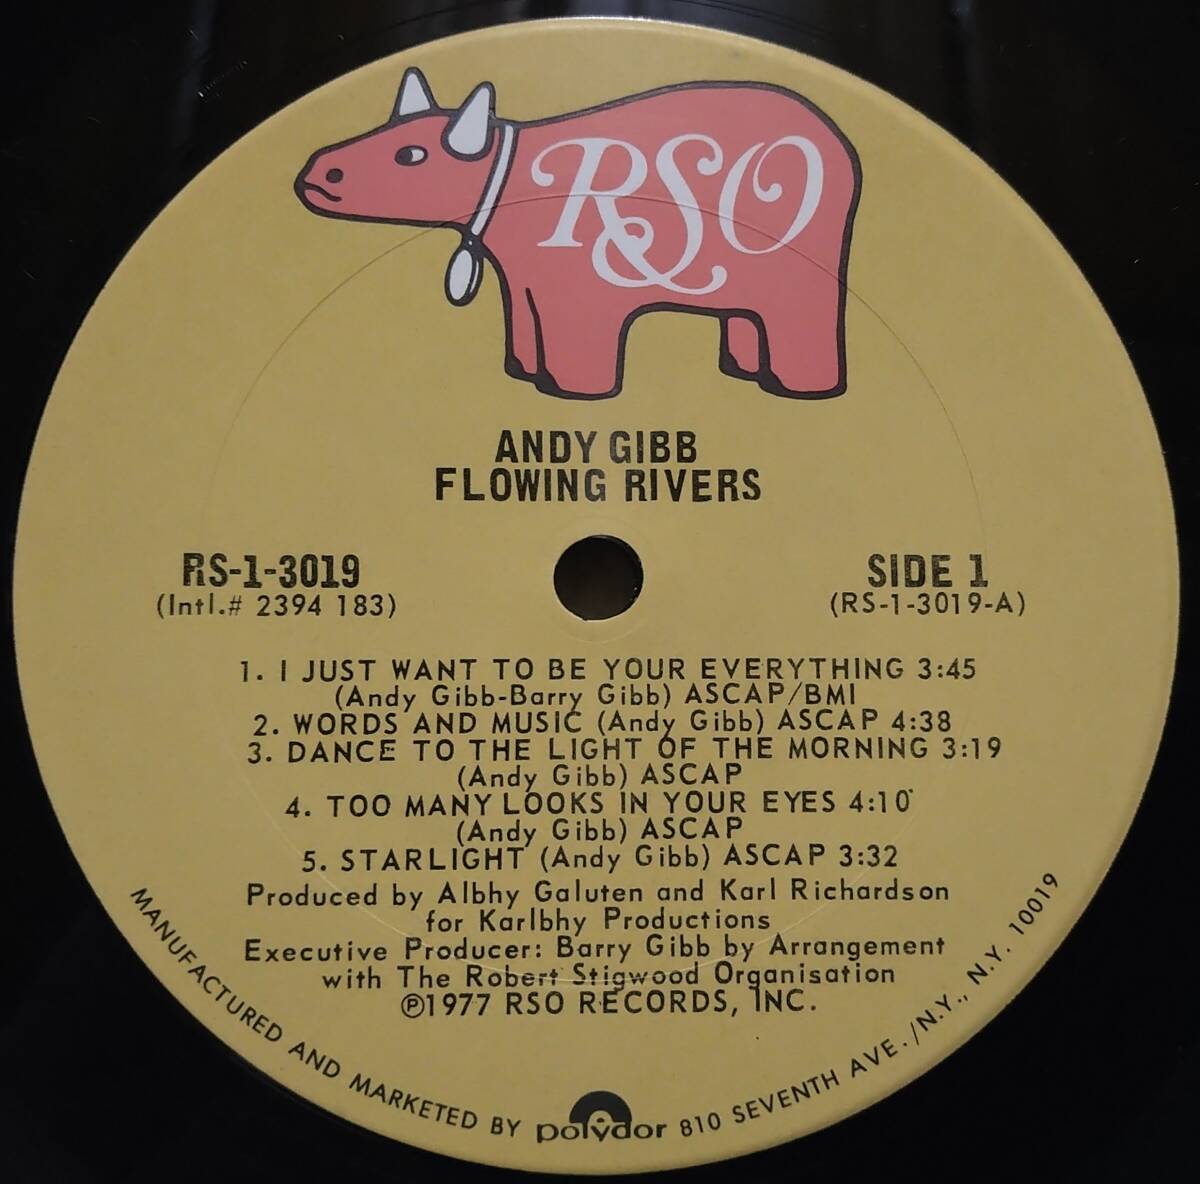 RSO
ANDY GIBB
FLOWING RIVERS
RS-1-3019
(Intl.# 2394 183)
SIDE 1
(RS-1-3019-A)
1. I JUST WANT TO BE YOUR EVERYTHING 3:45
(Andy Gibb-Barry Gibb) ASCAP/BMI
2. WORDS AND MUSIC (Andy Gibb) ASCAP 4:38
3. DANCE TO THE LIGHT OF THE MORNING 3:19
(Andy Gibb) ASCAP
4. TOO MANY LOOKS IN YOUR EYES 4:10
(Andy Gibb) ASCAP
5. STARLIGHT (Andy Gibb) ASCAP 3:32
Produced by Albhy Galuten and Karl Richardson
for Karlbhy Productions
Executive Producer: Barry Gibb by Arrangement
with The Robert Stigwood Organisation
℗1977 RSO RECORDS, INC.
MANUFACTURED AND MARKETED BY polydor 810 SEVENTH AVE./N.Y., N.Y. 10019